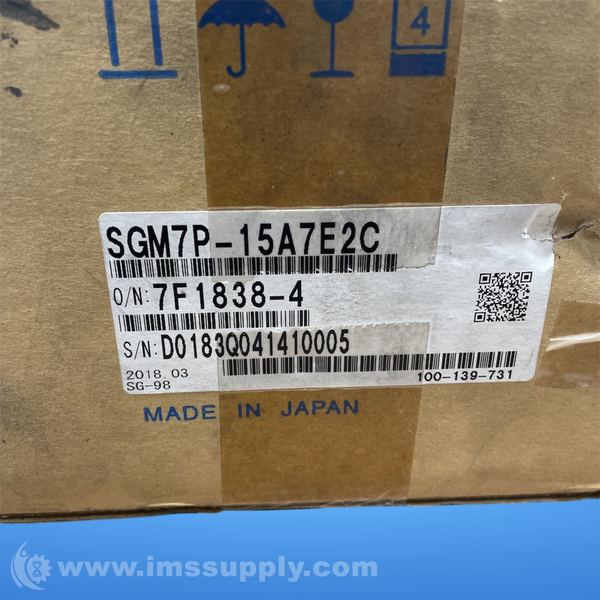 4
SGM7P-15A7E2C
O/N: 7F1838-4
S/N: D0183Q041410005
2018.03
SG-98
100-139-731
MADE IN JAPAN
www.imssupply.com